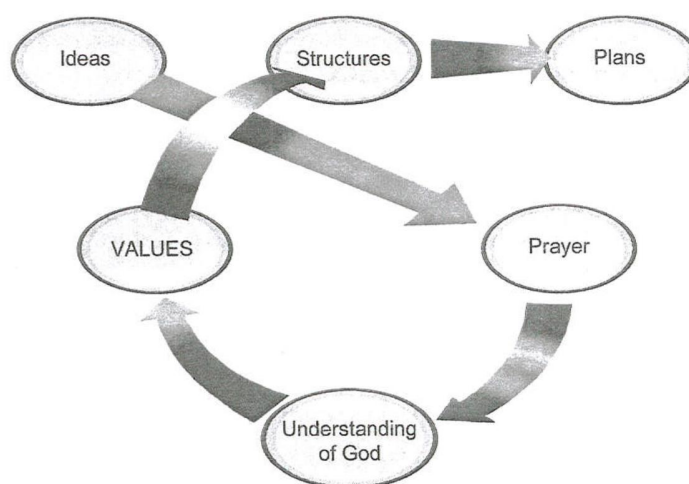 Ideas
Structures
Plans
VALUES
Prayer
Understanding
of God